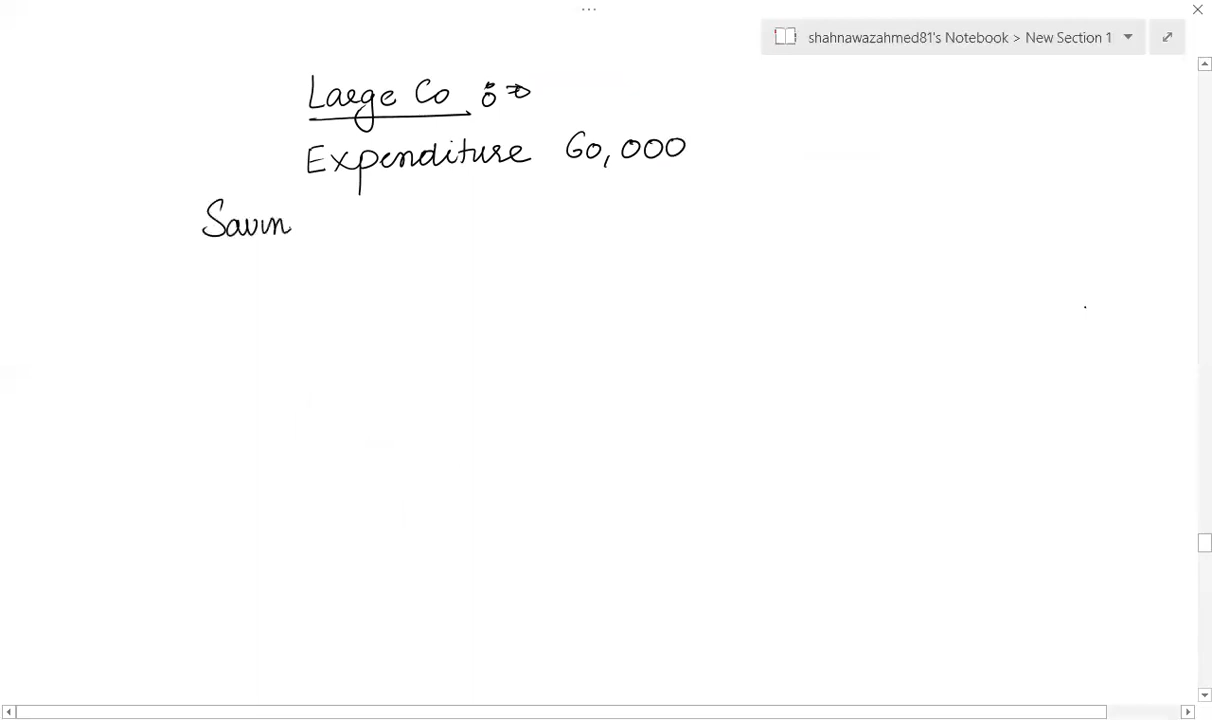 shahnawazahmed81's Notebook > New Section 1
Large Co :⇒
Expenditure 60,000
Savin